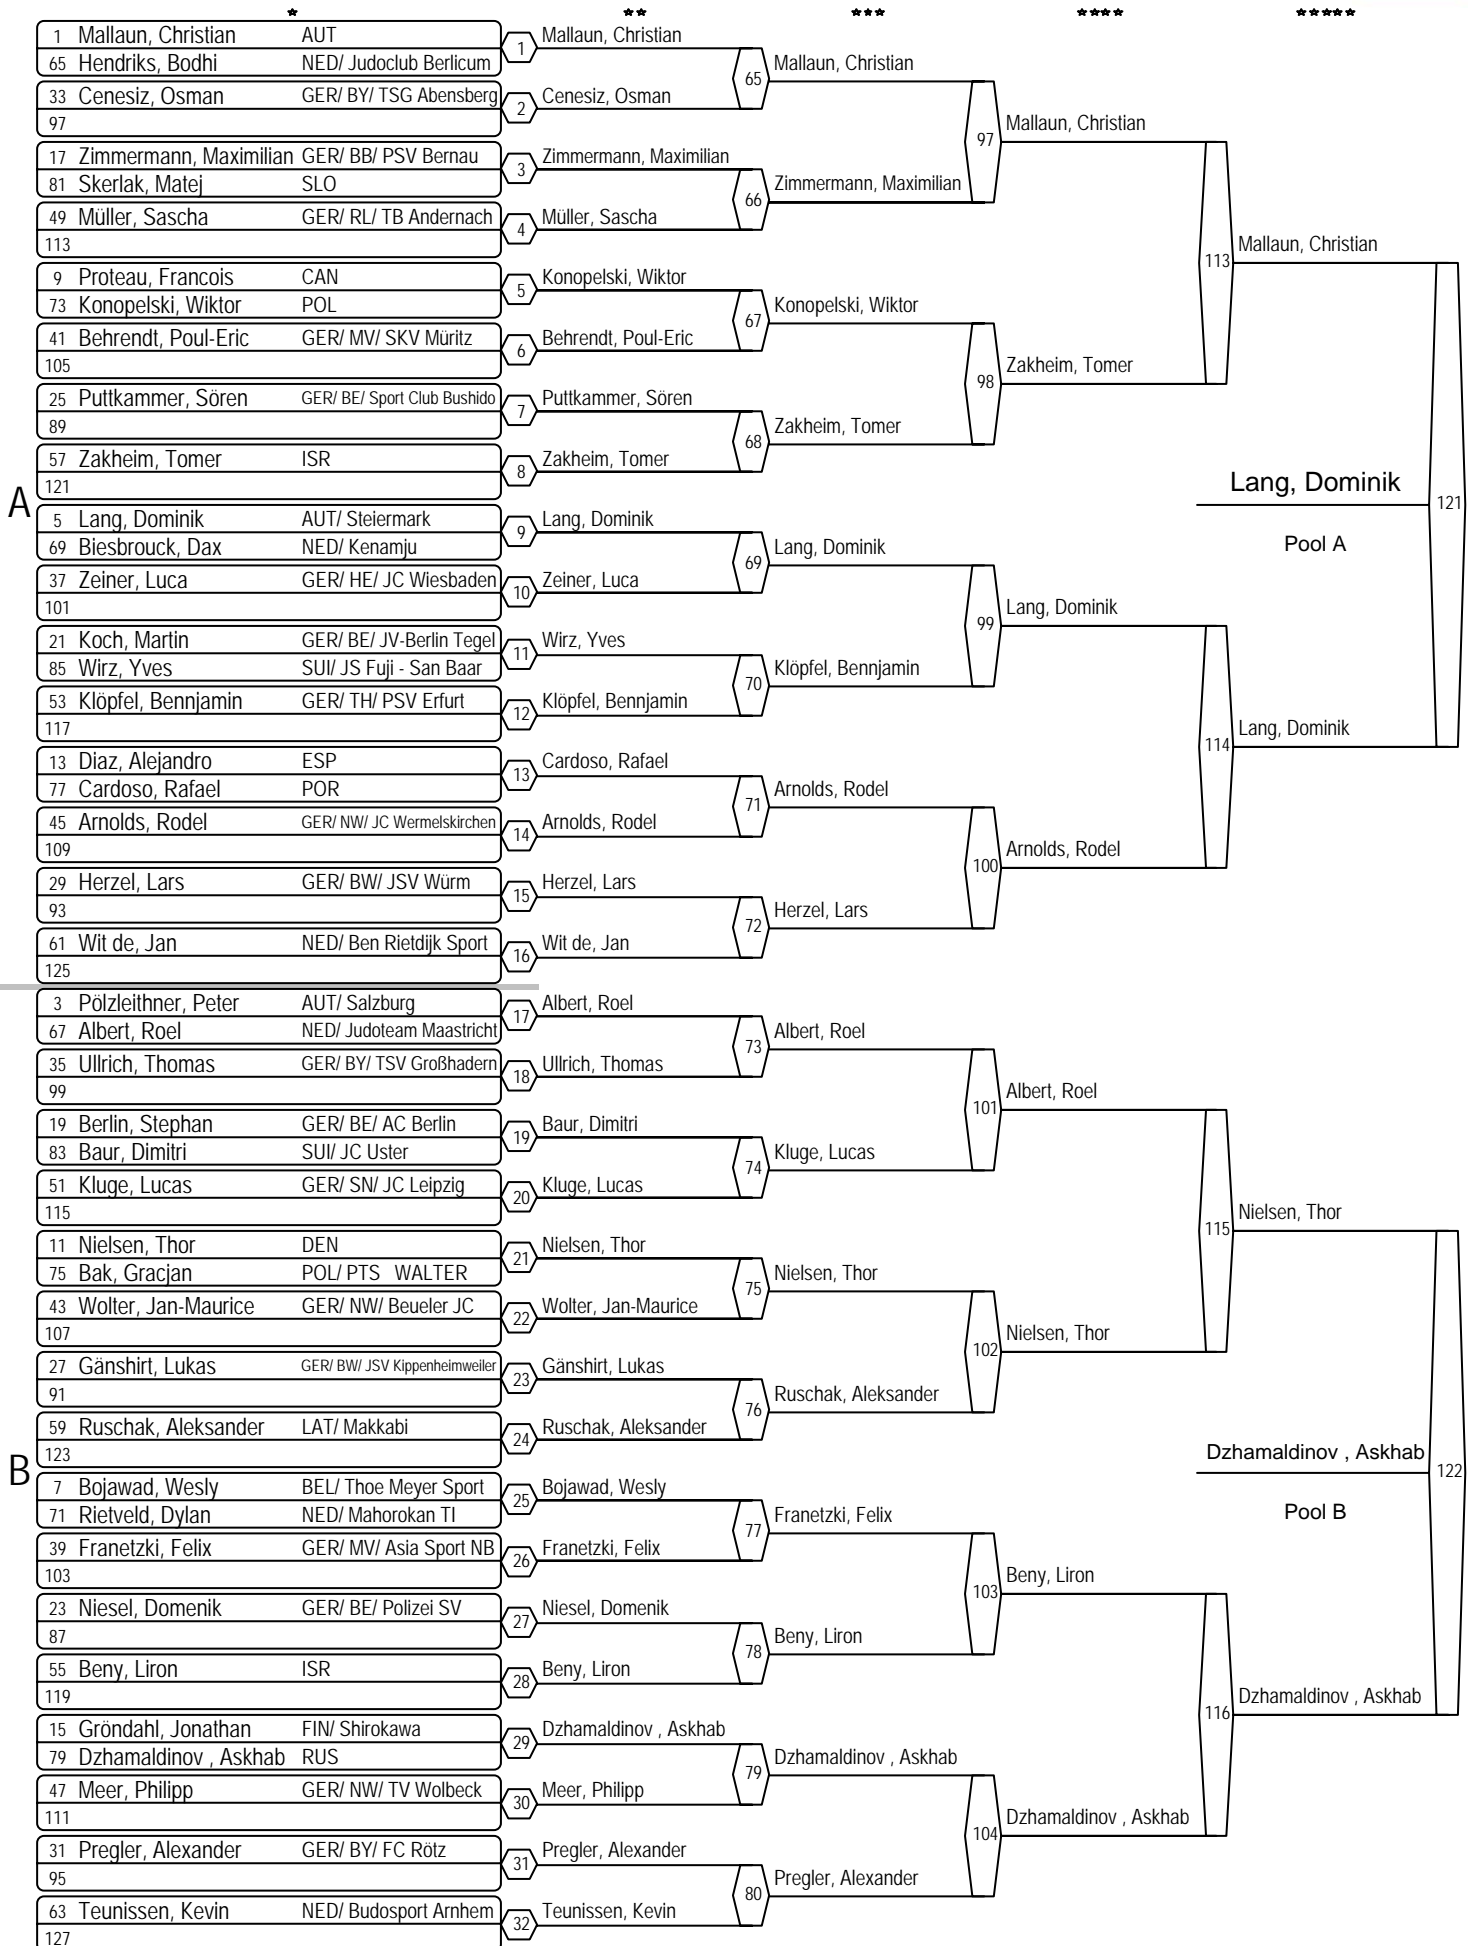 * ** *** **** *****
1 Mallaun, Christian AUT
65 Hendriks, Bodhi NED/ Judoclub Berlicum
1 Mallaun, Christian
33 Cenesiz, Osman GER/ BY/ TSG Abensberg
97
2 Cenesiz, Osman
65 Mallaun, Christian
17 Zimmermann, Maximilian GER/ BB/ PSV Bernau
81 Skerlak, Matej SLO
3 Zimmermann, Maximilian
49 Müller, Sascha GER/ RL/ TB Andernach
113
4 Müller, Sascha
66 Zimmermann, Maximilian
97 Mallaun, Christian
9 Proteau, Francois CAN
73 Konopelski, Wiktor POL
5 Konopelski, Wiktor
41 Behrendt, Poul-Eric GER/ MV/ SKV Müritz
105
6 Behrendt, Poul-Eric
67 Konopelski, Wiktor
25 Puttkammer, Sören GER/ BE/ Sport Club Bushido
89
7 Puttkammer, Sören
57 Zakheim, Tomer ISR
121
8 Zakheim, Tomer
68 Zakheim, Tomer
98 Zakheim, Tomer
113 Mallaun, Christian
A
5 Lang, Dominik AUT/ Steiermark
69 Biesbrouck, Dax NED/ Kenamju
9 Lang, Dominik
37 Zeiner, Luca GER/ HE/ JC Wiesbaden
101
10 Zeiner, Luca
69 Lang, Dominik
21 Koch, Martin GER/ BE/ JV-Berlin Tegel
85 Wirz, Yves SUI/ JS Fuji - San Baar
11 Wirz, Yves
53 Klöpfel, Bennjamin GER/ TH/ PSV Erfurt
117
12 Klöpfel, Bennjamin
70 Klöpfel, Bennjamin
99 Lang, Dominik
13 Diaz, Alejandro ESP
77 Cardoso, Rafael POR
13 Cardoso, Rafael
45 Arnolds, Rodel GER/ NW/ JC Wermelskirchen
109
14 Arnolds, Rodel
71 Arnolds, Rodel
29 Herzel, Lars GER/ BW/ JSV Würm
93
15 Herzel, Lars
61 Wit de, Jan NED/ Ben Rietdijk Sport
125
16 Wit de, Jan
72 Herzel, Lars
100 Arnolds, Rodel
114 Lang, Dominik
Lang, Dominik 121
Pool A
3 Pölzleithner, Peter AUT/ Salzburg
67 Albert, Roel NED/ Judoteam Maastricht
17 Albert, Roel
35 Ullrich, Thomas GER/ BY/ TSV Großhadern
99
18 Ullrich, Thomas
73 Albert, Roel
19 Berlin, Stephan GER/ BE/ AC Berlin
83 Baur, Dimitri SUI/ JC Uster
19 Baur, Dimitri
51 Kluge, Lucas GER/ SN/ JC Leipzig
115
20 Kluge, Lucas
74 Kluge, Lucas
101 Albert, Roel
11 Nielsen, Thor DEN
75 Bak, Gracjan POL/ PTS WALTER
21 Nielsen, Thor
43 Wolter, Jan-Maurice GER/ NW/ Beueler JC
107
22 Wolter, Jan-Maurice
75 Nielsen, Thor
27 Gänshirt, Lukas GER/ BW/ JSV Kippenheimweiler
91
23 Gänshirt, Lukas
59 Ruschak, Aleksander LAT/ Makkabi
123
24 Ruschak, Aleksander
76 Ruschak, Aleksander
102 Nielsen, Thor
115 Nielsen, Thor
B
7 Bojawad, Wesly BEL/ Thoe Meyer Sport
71 Rietveld, Dylan NED/ Mahorokan TI
25 Bojawad, Wesly
39 Franetzki, Felix GER/ MV/ Asia Sport NB
103
26 Franetzki, Felix
77 Franetzki, Felix
23 Niesel, Domenik GER/ BE/ Polizei SV
87
27 Niesel, Domenik
55 Beny, Liron ISR
119
28 Beny, Liron
78 Beny, Liron
103 Beny, Liron
15 Gröndahl, Jonathan FIN/ Shirokawa
79 Dzhamaldinov , Askhab RUS
29 Dzhamaldinov , Askhab
47 Meer, Philipp GER/ NW/ TV Wolbeck
111
30 Meer, Philipp
79 Dzhamaldinov , Askhab
31 Pregler, Alexander GER/ BY/ FC Rötz
95
31 Pregler, Alexander
63 Teunissen, Kevin NED/ Budosport Arnhem
127
32 Teunissen, Kevin
80 Pregler, Alexander
104 Dzhamaldinov , Askhab
116 Dzhamaldinov , Askhab
Dzhamaldinov , Askhab 122
Pool B